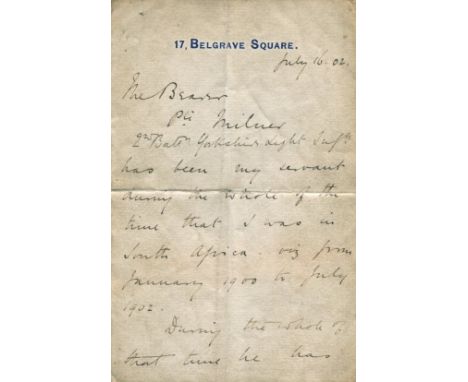 17, BELGRAVE SQUARE.
July 16. 02.
The Bearer
Pte Milner
2nd Batn Yorkshire Light Infy
has been my servant
during the whole of the
time that I was in
South Africa. viz from
January 1900 to July
1902.
During the whole of
that time he has